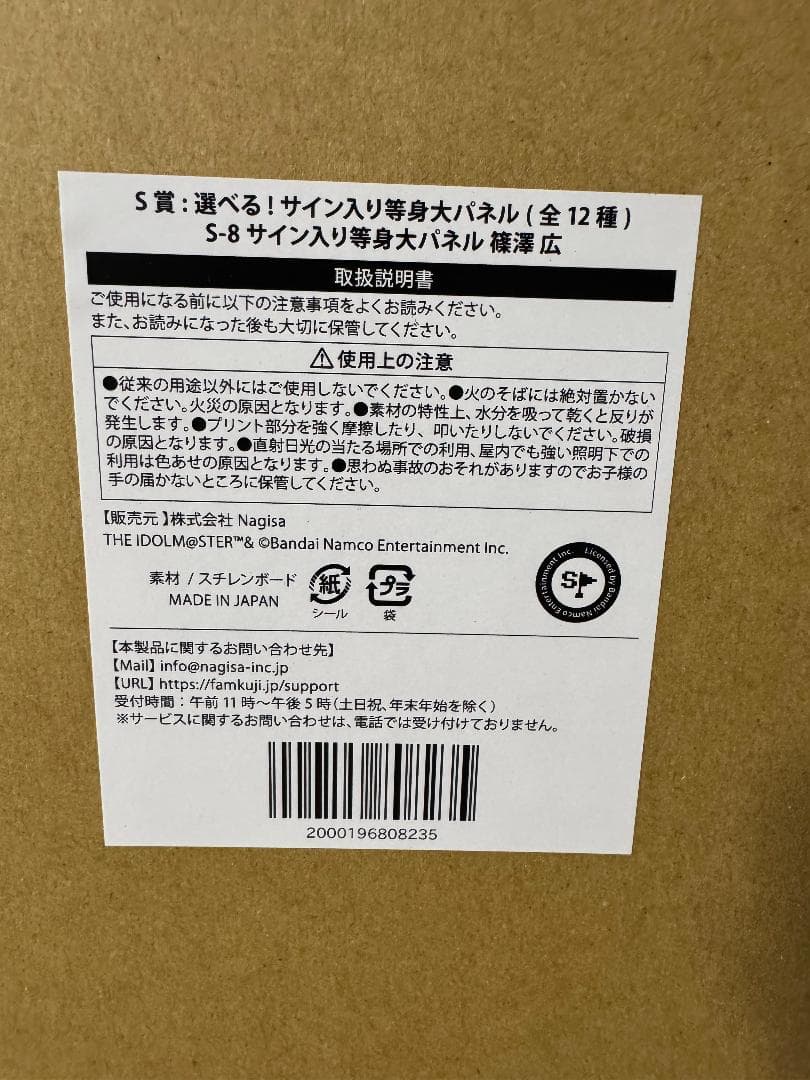 S賞:選べる!サイン入り等身大パネル(全12種)
S-8 サイン入り等身大パネル 篠澤 広
取扱説明書
ご使用になる前に以下の注意事項をよくお読みください。
また、お読みになった後も大切に保管してください。
⚠使用上の注意
●従来の用途以外にはご使用しないでください。●火のそばには絶対置かない
でください。火災の原因となります。●素材の特性上、水分を吸って乾くと反りが
発生します。●プリント部分を強く摩擦したり、叩いたりしないでください。破損
の原因となります。●直射日光の当たる場所での利用、屋内でも強い照明下での
利用は色あせの原因となります。●思わぬ事故のおそれがありますのでお子様の
手の届かないところに保管してください。
【販売元】株式会社 Nagisa
THE IDOLM@STER™& ©Bandai Namco Entertainment Inc.
Licensed by Bandai Namco Entertainment Inc.
SP
素材 / スチレンボード
MADE IN JAPAN
紙
シール
プラ
袋
【本製品に関するお問い合わせ先】
【Mail】info@nagisa-inc.jp
【URL】https://famkuji.jp/support
受付時間:午前11時〜午後5時(土日祝、年末年始を除く)
※サービスに関するお問い合わせは、電話では受け付けておりません。
2000196808235